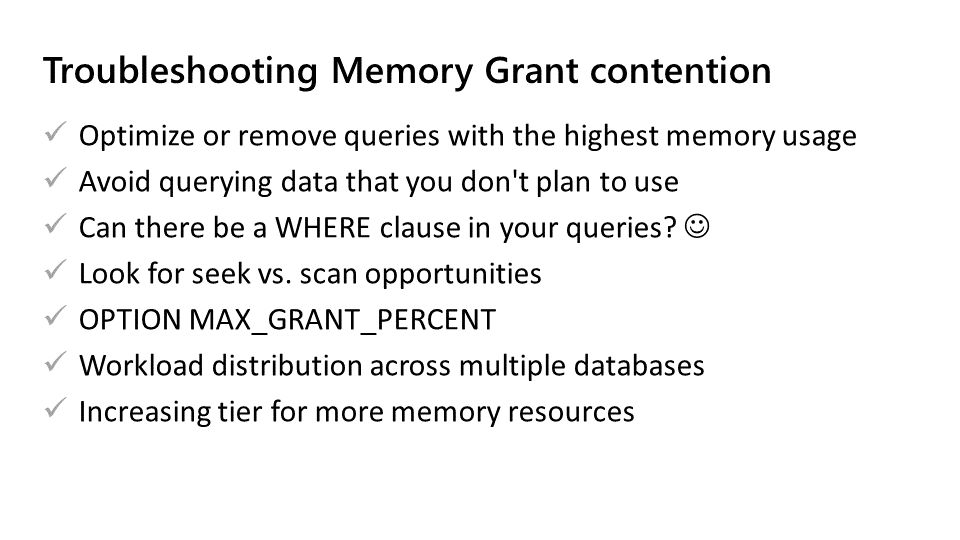 Troubleshooting Memory Grant contention
✓ Optimize or remove queries with the highest memory usage
✓ Avoid querying data that you don't plan to use
✓ Can there be a WHERE clause in your queries? ☺
✓ Look for seek vs. scan opportunities
✓ OPTION MAX_GRANT_PERCENT
✓ Workload distribution across multiple databases
✓ Increasing tier for more memory resources